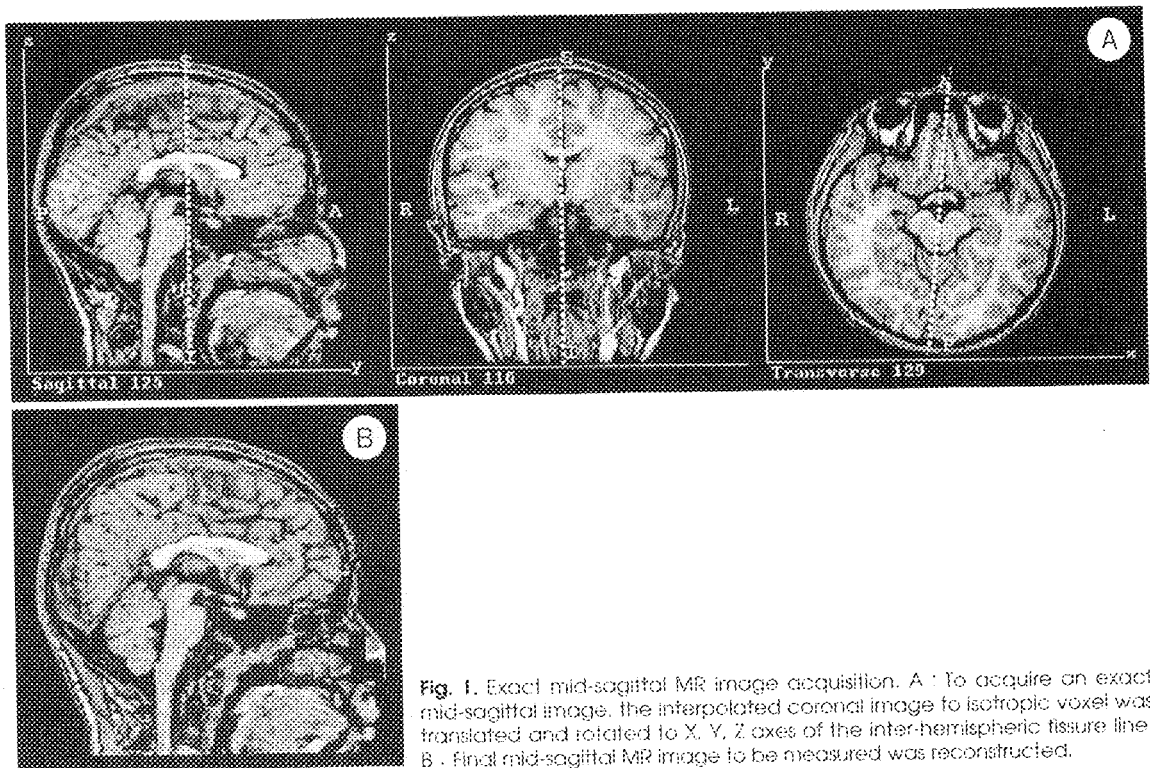 A
z
S
A
P
I
y
Sagittal 125
z
S
R
L
I
Coronal 116
y
A
R
L
P
x
Transverse 129
B
Fig. 1. Exact mid-sagittal MR image acquisition. A : To acquire an exact
mid-sagittal image, the interpolated coronal image to isotropic voxel was
translated and rotated to X, Y, Z axes of the inter-hemispheric fissure line
B : Final mid-sagittal MR image to be measured was reconstructed.